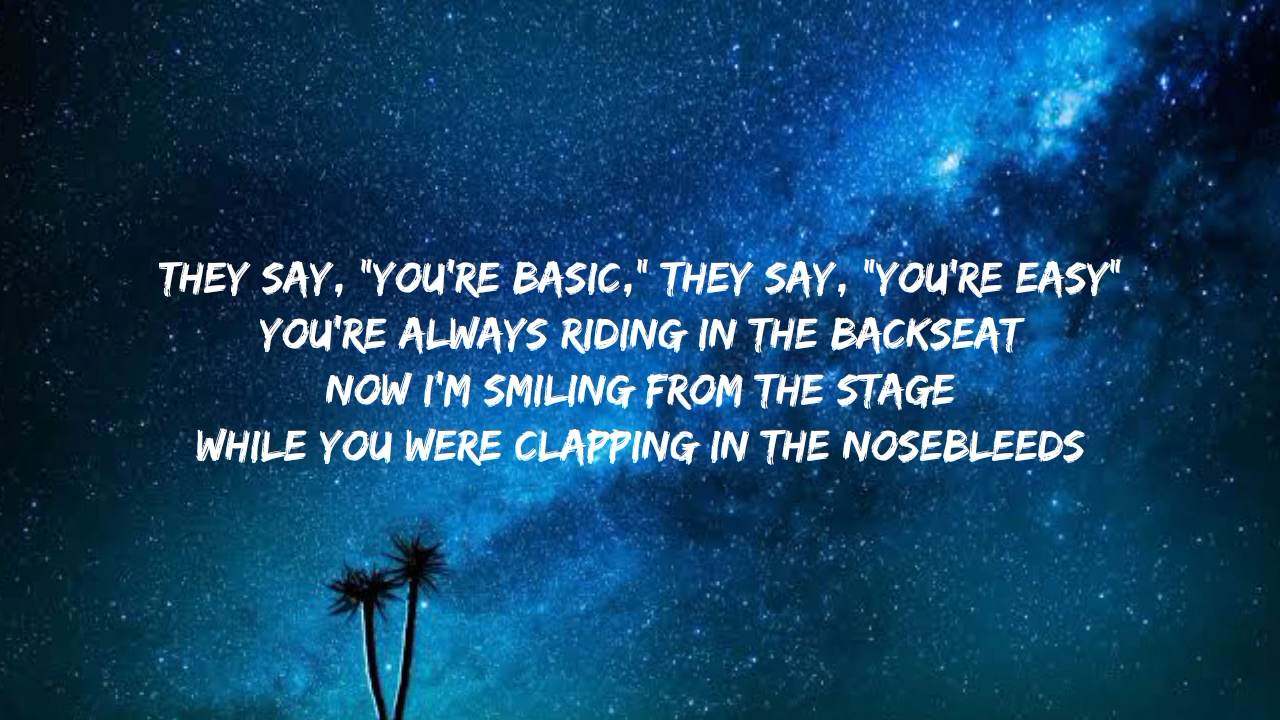 THEY SAY, "YOU'RE BASIC," THEY SAY, "YOU'RE EASY"
YOU'RE ALWAYS RIDING IN THE BACKSEAT
NOW I'M SMILING FROM THE STAGE
WHILE YOU WERE CLAPPING IN THE NOSEBLEEDS